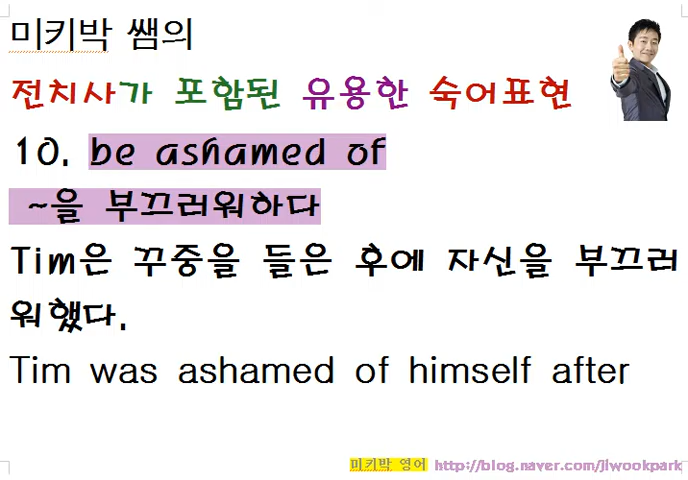 미키박 쌤의
전치사가 포함된 유용한 숙어표현
10. be ashamed of
~을 부끄러워하다
Tim은 꾸중을 들은 후에 자신을 부끄러
워했다.
Tim was ashamed of himself after
미키박 영어 http://blog.naver.com/jiwookpark